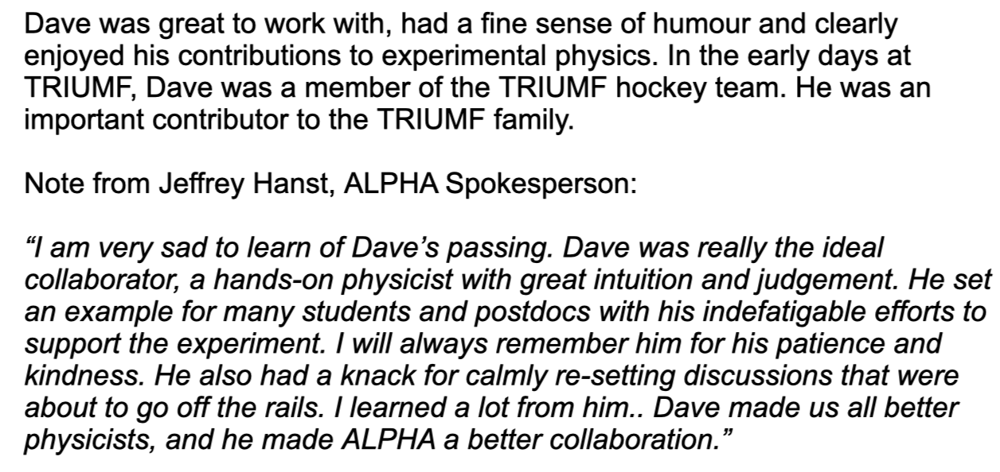 Dave was great to work with, had a fine sense of humour and clearly
enjoyed his contributions to experimental physics. In the early days at
TRIUMF, Dave was a member of the TRIUMF hockey team. He was an
important contributor to the TRIUMF family.
Note from Jeffrey Hanst, ALPHA Spokesperson:
“I am very sad to learn of Dave’s passing. Dave was really the ideal
collaborator, a hands-on physicist with great intuition and judgement. He set
an example for many students and postdocs with his indefatigable efforts to
support the experiment. I will always remember him for his patience and
kindness. He also had a knack for calmly re-setting discussions that were
about to go off the rails. I learned a lot from him.. Dave made us all better
physicists, and he made ALPHA a better collaboration.”